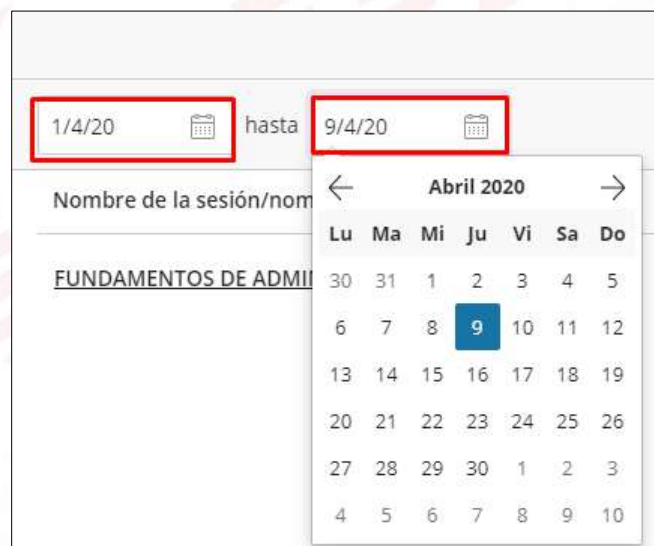 1/4/20 hasta 9/4/20
Abril 2020
Nombre de la sesión/nom
Lu Ma Mi Ju Vi Sa Do
FUNDAMENTOS DE ADMI
30 31 1 2 3 4 5
6 7 8 9 10 11 12
13 14 15 16 17 18 19
20 21 22 23 24 25 26
27 28 29 30 1 2 3
4 5 6 7 8 9 10